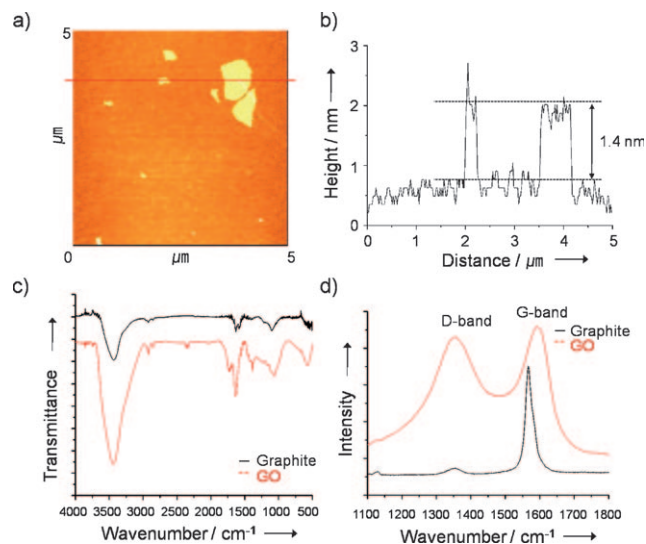 a)
5
μm
0
μm
5
b)
Height / nm →
3
2
1
0
1.4 nm
0 1 2 3 4 5
Distance / μm →
c)
Transmittance →
Graphite
GO
4000 3500 3000 2500 2000 1500 1000 500
Wavenumber / cm⁻¹ →
d)
Intensity →
D-band
G-band
Graphite
GO
1100 1200 1300 1400 1500 1600 1700 1800
Wavenumber / cm⁻¹ →